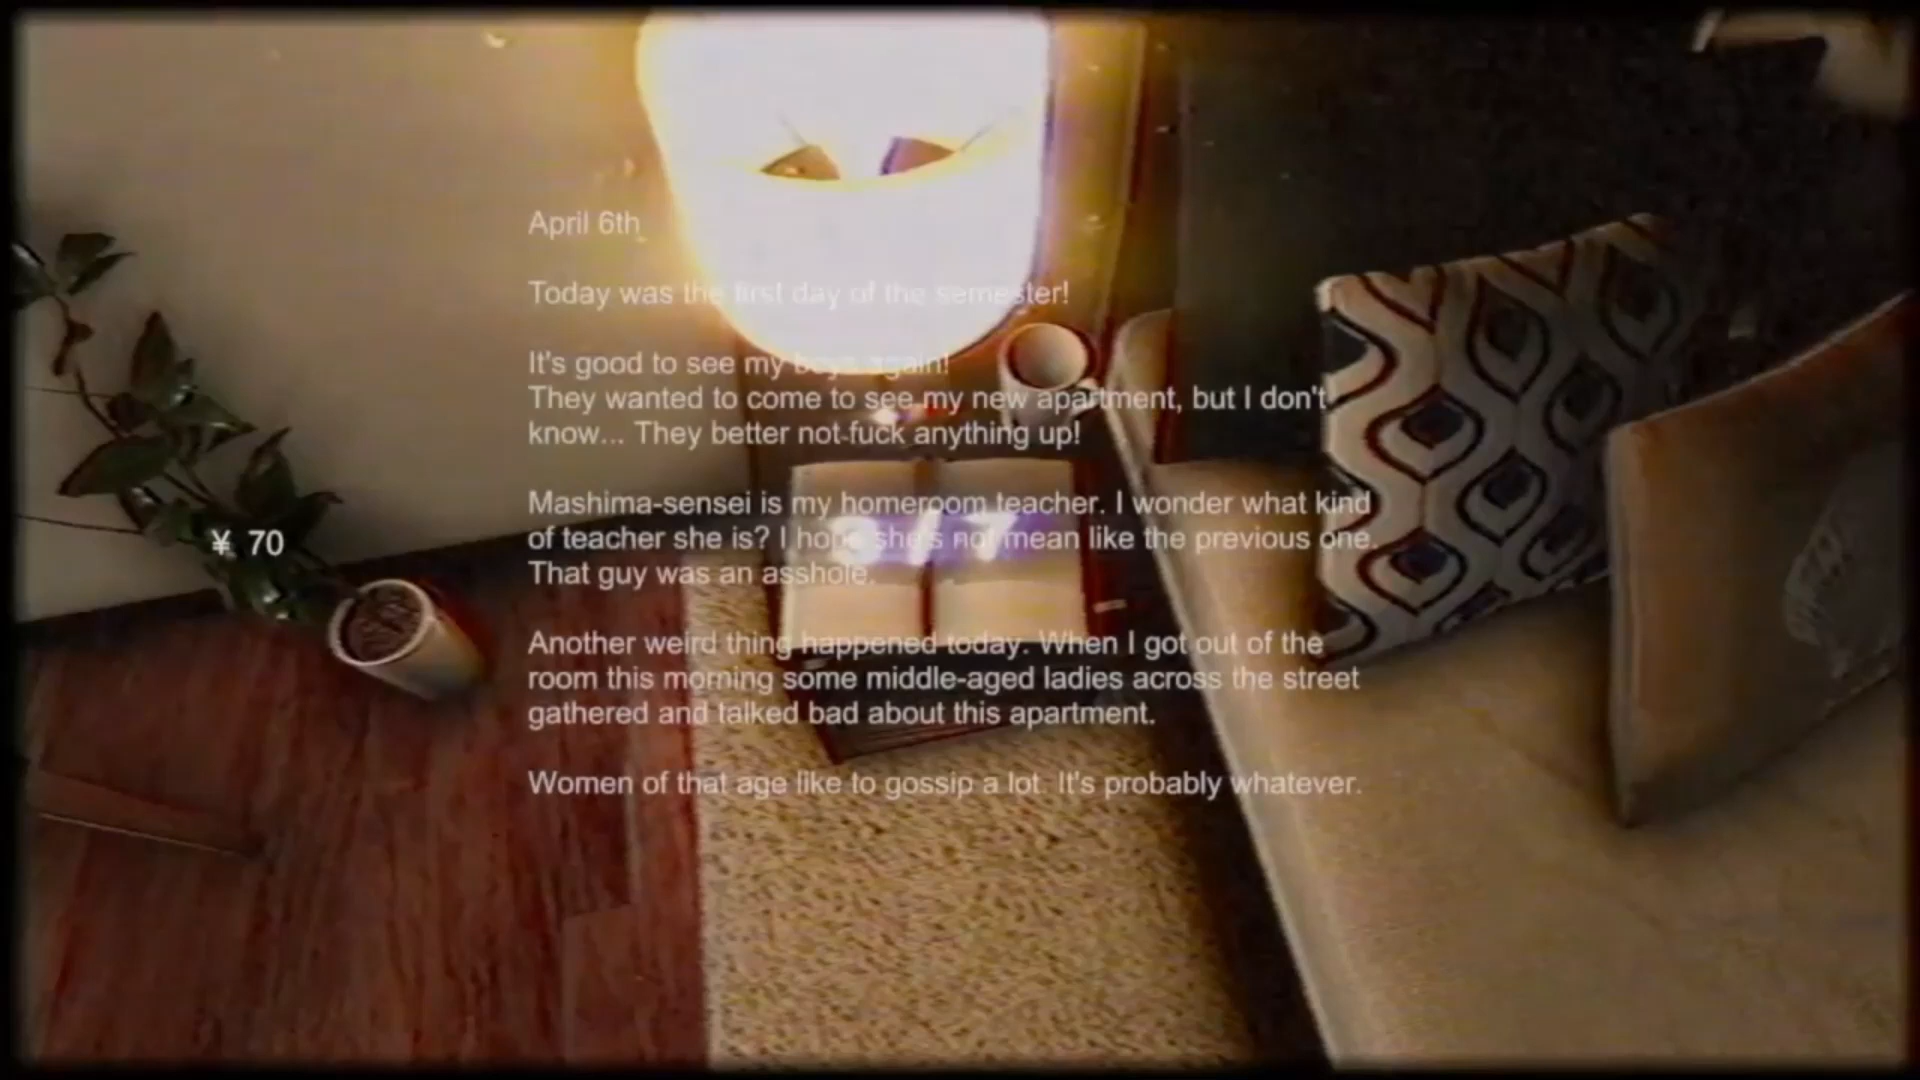 April 6th
Today was the first day of the semester!
It's good to see my boys again!
They wanted to come to see my new apartment, but I don't
know... They better not fuck anything up!
Mashima-sensei is my homeroom teacher. I wonder what kind
of teacher she is? I hope she's not mean like the previous one.
That guy was an asshole.
Another weird thing happened today. When I got out of the
room this morning some middle-aged ladies across the street
gathered and talked bad about this apartment.
Women of that age like to gossip a lot. It's probably whatever.
¥ 70
3/7